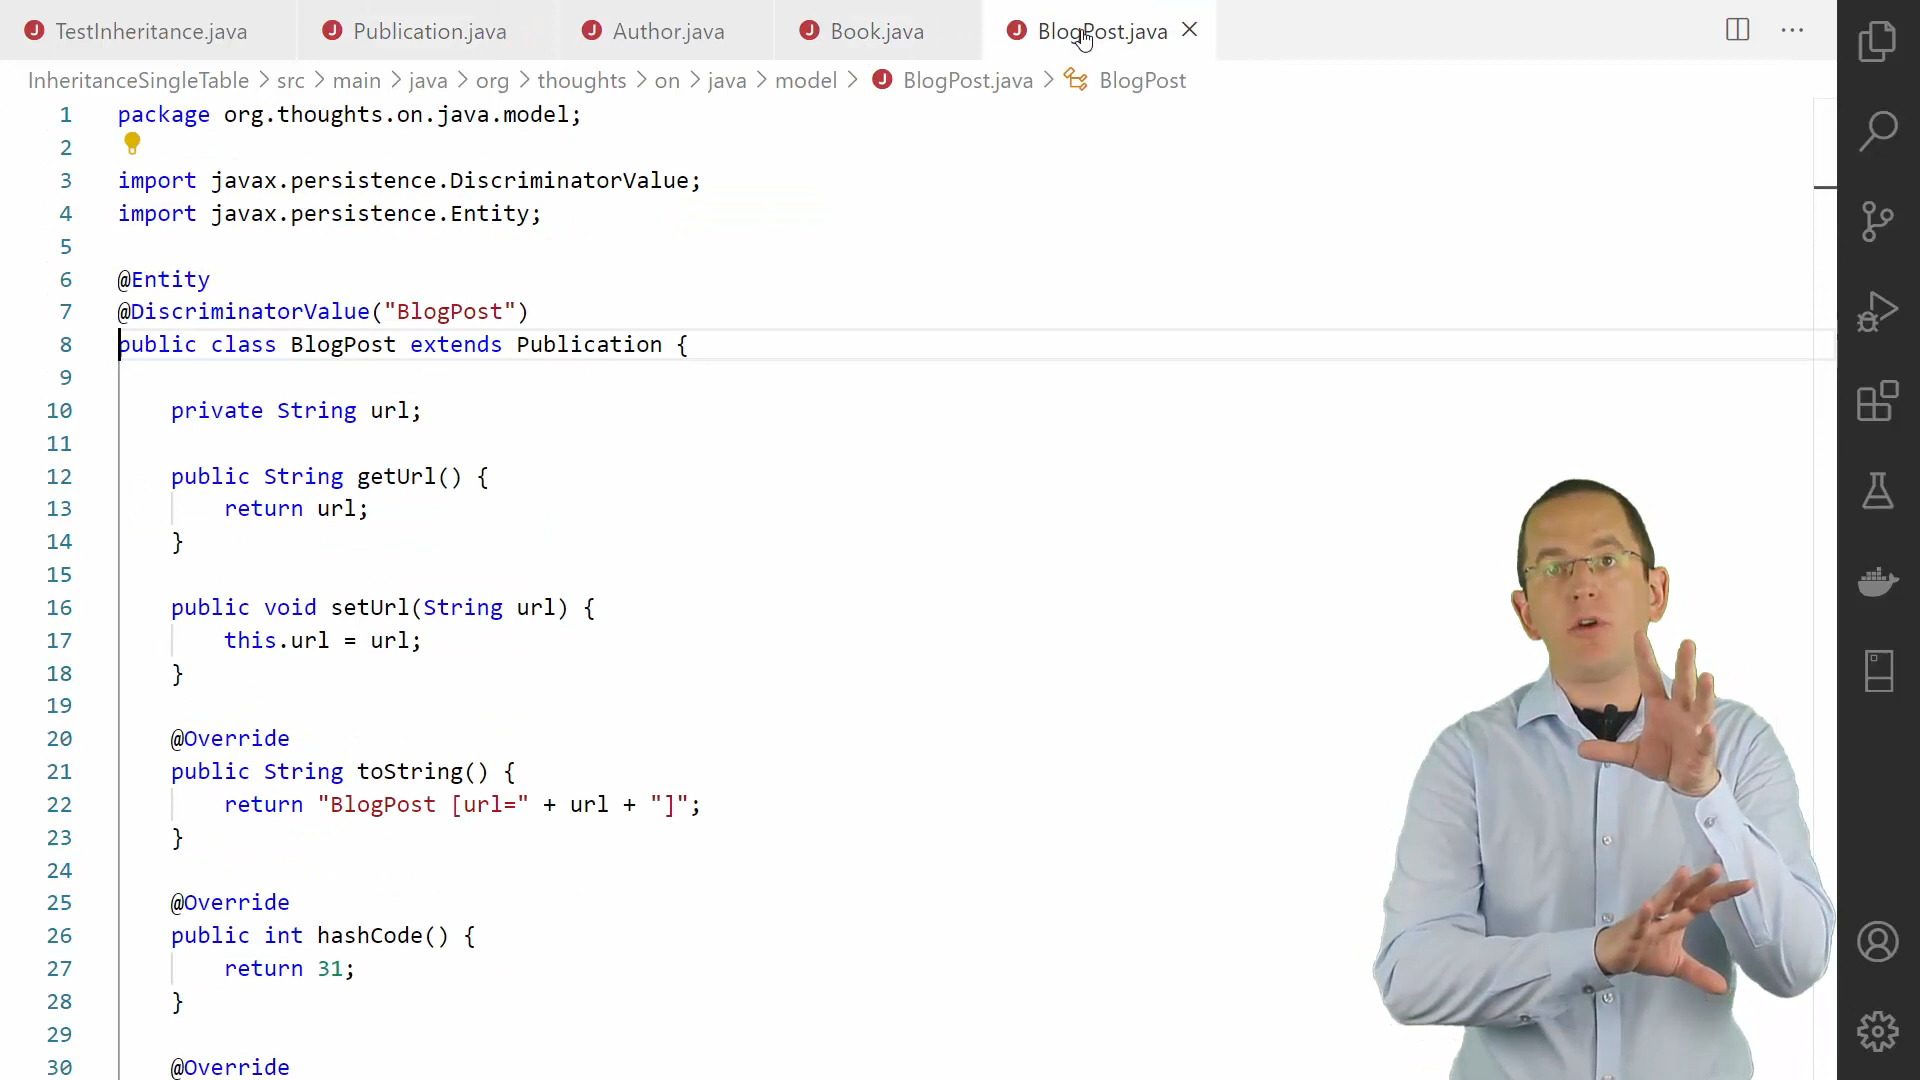 TestInheritance.java Publication.java Author.java Book.java BlogPost.java
InheritanceSingleTable > src > main > java > org > thoughts > on > java > model > BlogPost.java > BlogPost
1 package org.thoughts.on.java.model;
2
3 import javax.persistence.DiscriminatorValue;
4 import javax.persistence.Entity;
5
6 @Entity
7 @DiscriminatorValue("BlogPost")
8 public class BlogPost extends Publication {
9
10 private String url;
11
12 public String getUrl() {
13 return url;
14 }
15
16 public void setUrl(String url) {
17 this.url = url;
18 }
19
20 @Override
21 public String toString() {
22 return "BlogPost [url=" + url + "]";
23 }
24
25 @Override
26 public int hashCode() {
27 return 31;
28 }
29
30 @Override